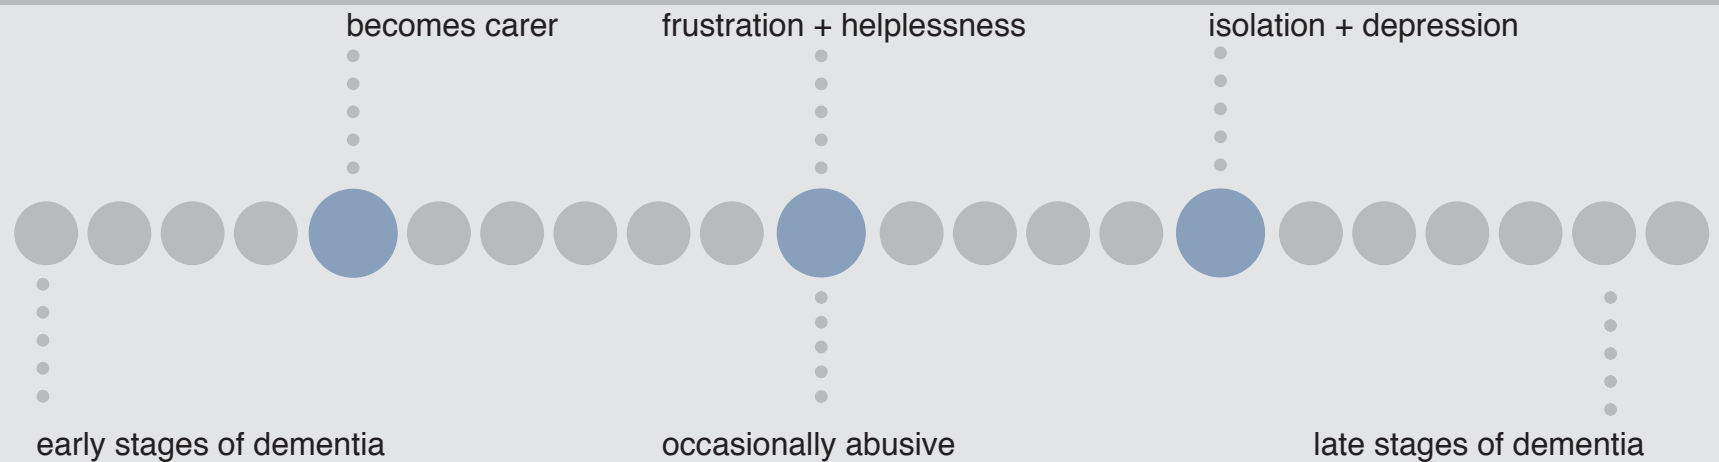 becomes carer
frustration + helplessness
isolation + depression
early stages of dementia
occasionally abusive
late stages of dementia